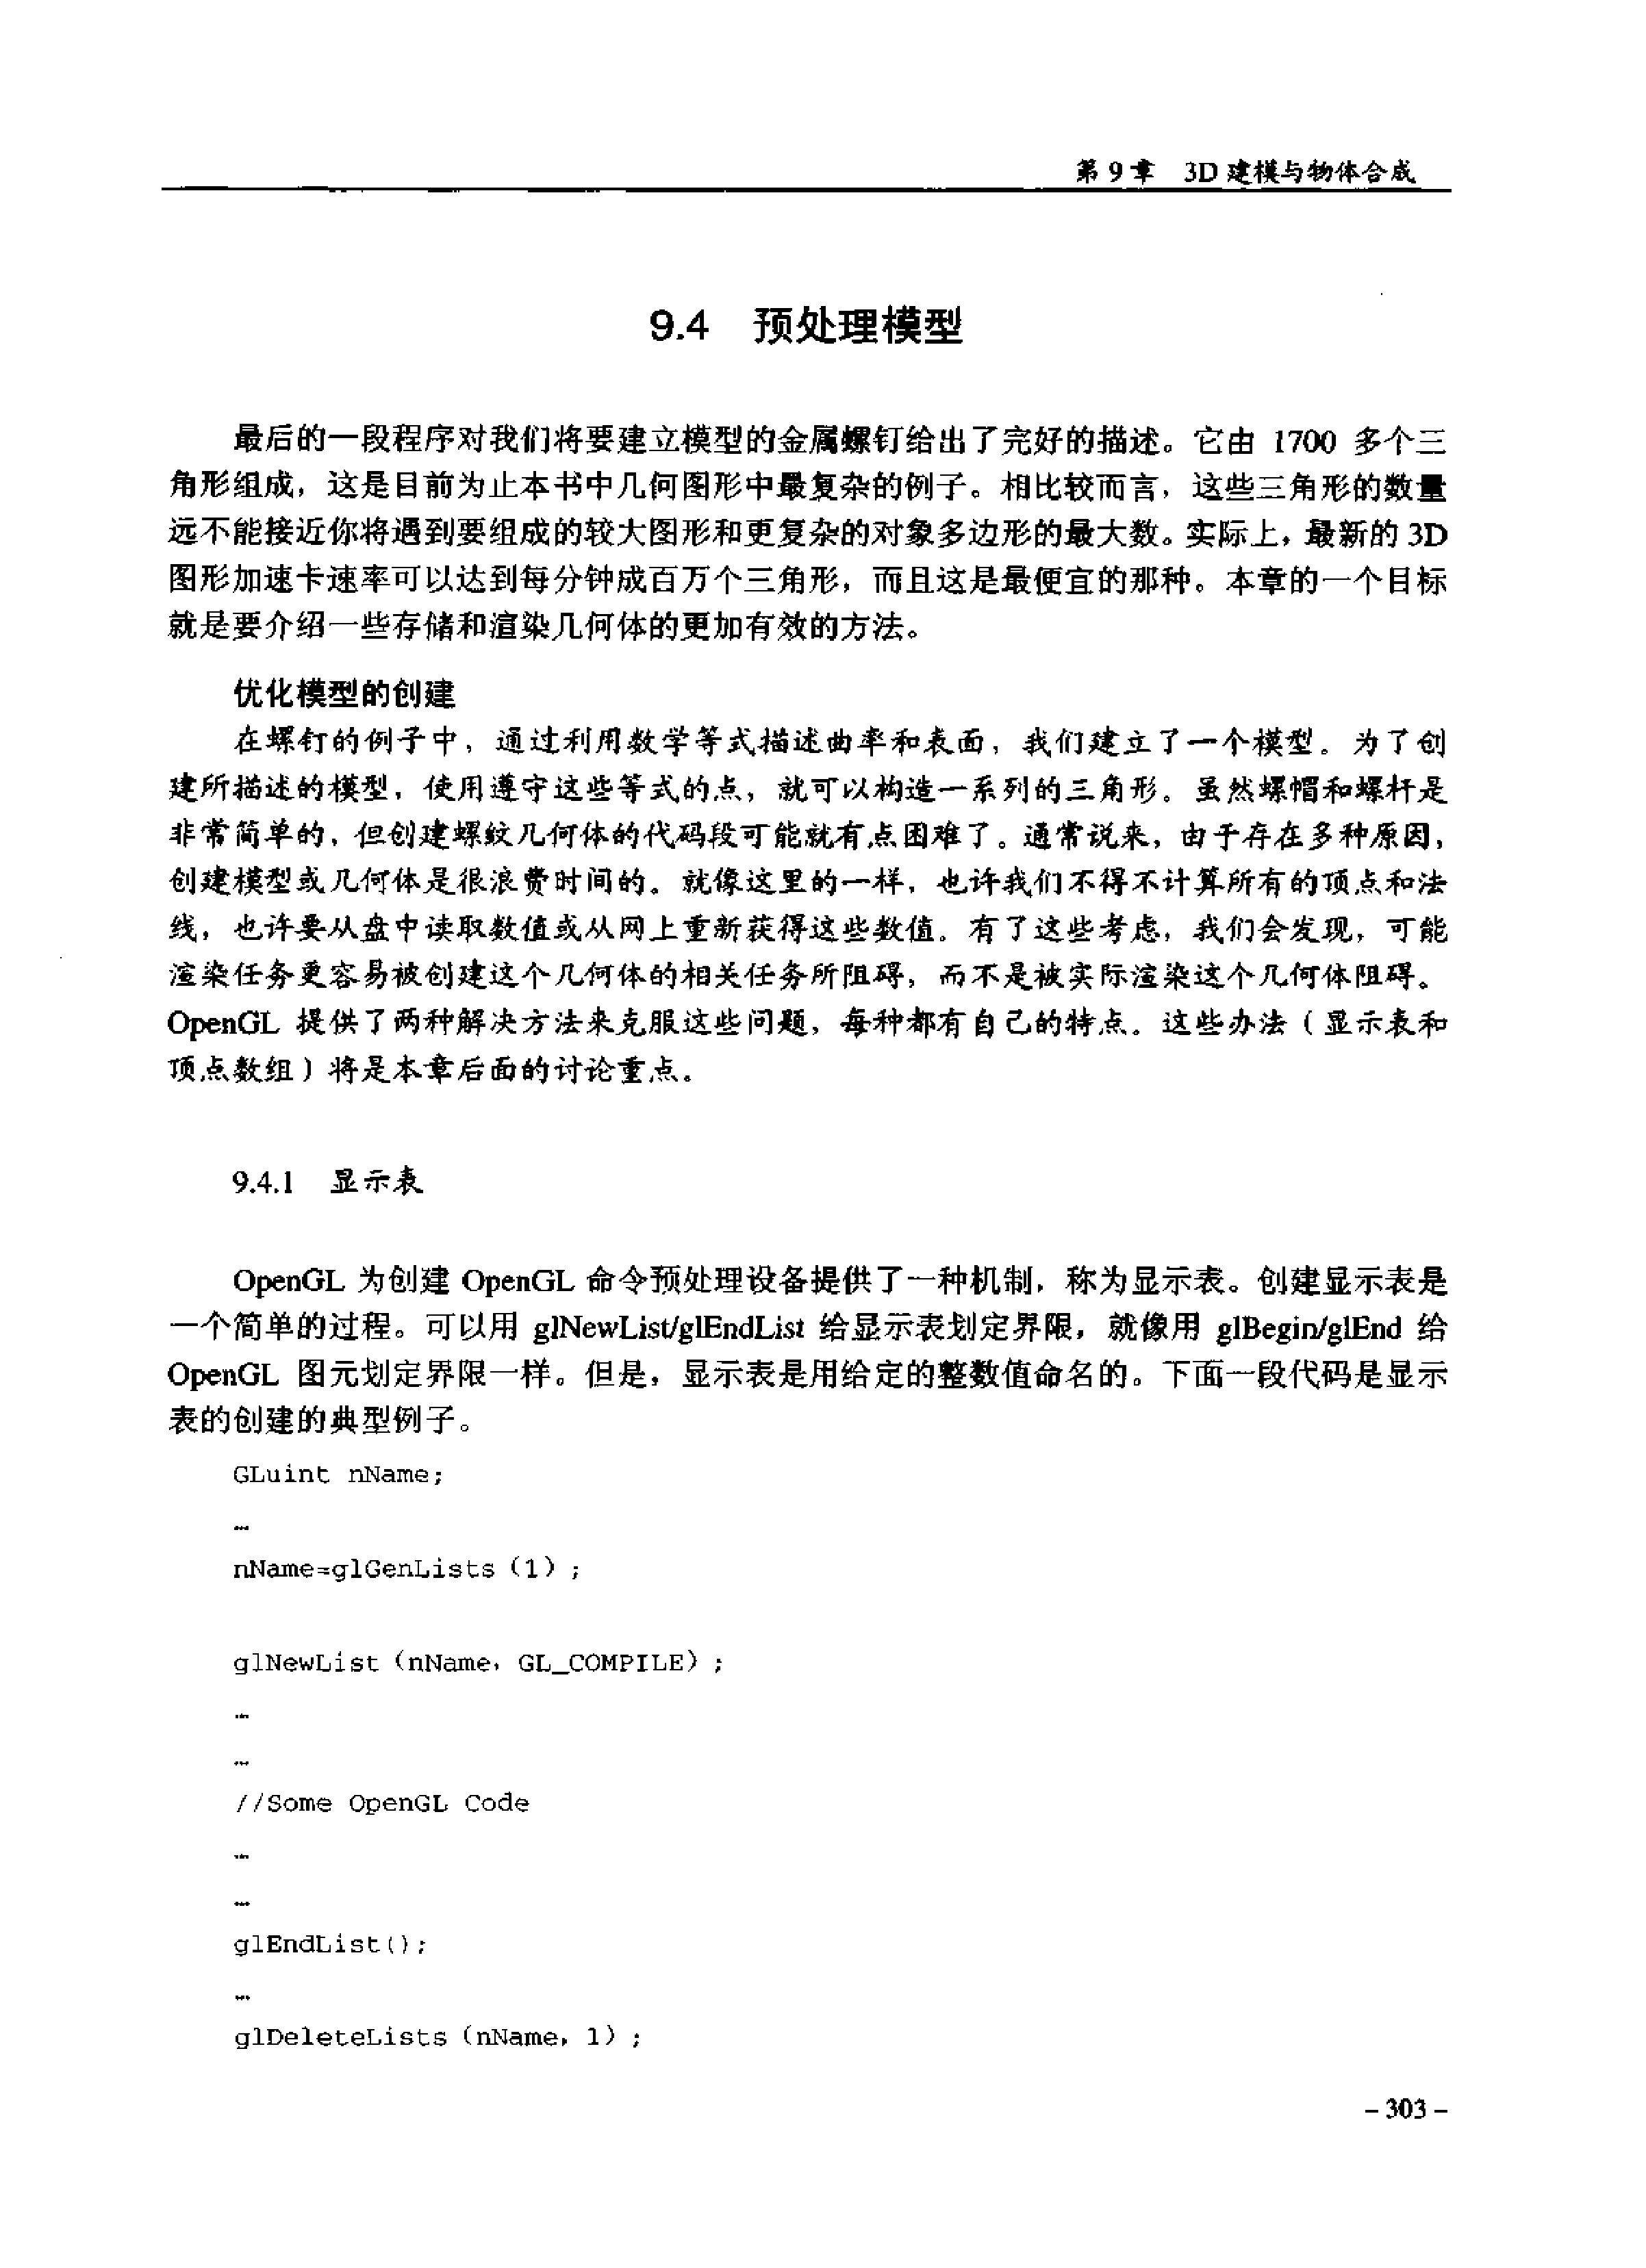 第9章 3D建模与物体合成
9.4 预处理模型
最后的一段程序对我们将要建立模型的金属螺钉给出了完好的描述。它由 1700 多个三
角形组成，这是目前为止本书中几何图形中最复杂的例子。相比较而言，这些三角形的数量
远不能接近你将遇到要组成的较大图形和更复杂的对象多边形的最大数。实际上，最新的 3D
图形加速卡速率可以达到每分钟成百万个三角形，而且这是最便宜的那种。本章的一个目标
就是要介绍一些存储和渲染几何体的更加有效的方法。
优化模型的创建
在螺钉的例子中，通过利用数学等式描述曲率和表面，我们建立了一个模型。为了创
建所描述的模型，使用遵守这些等式的点，就可以构造一系列的三角形。虽然螺帽和螺杆是
非常简单的，但创建螺纹几何体的代码段可能就有点困难了。通常说来，由于存在多种原因，
创建模型或几何体是很浪费时间的。就像这里的一样，也许我们不得不计算所有的顶点和法
线，也许要从盘中读取数值或从网上重新获得这些数值。有了这些考虑，我们会发现，可能
渲染任务更容易被创建这个几何体的相关任务所阻碍，而不是被实际渲染这个几何体阻碍。
OpenGL 提供了两种解决方法来克服这些问题，每种都有自己的特点。这些办法（显示表和
顶点数组）将是本章后面的讨论重点。
9.4.1 显示表
OpenGL 为创建 OpenGL 命令预处理设备提供了一种机制，称为显示表。创建显示表是
一个简单的过程。可以用 glNewList/glEndList 给显示表划定界限，就像用 glBegin/glEnd 给
OpenGL 图元划定界限一样。但是，显示表是用给定的整数值命名的。下面一段代码是显示
表的创建的典型例子。
GLuint nName;
…
nName=glGenLists（1）;
glNewList（nName，GL_COMPILE）;
…
…
//Some OpenGL Code
…
…
glEndList();
…
glDeleteLists（nName，1）;
－303－